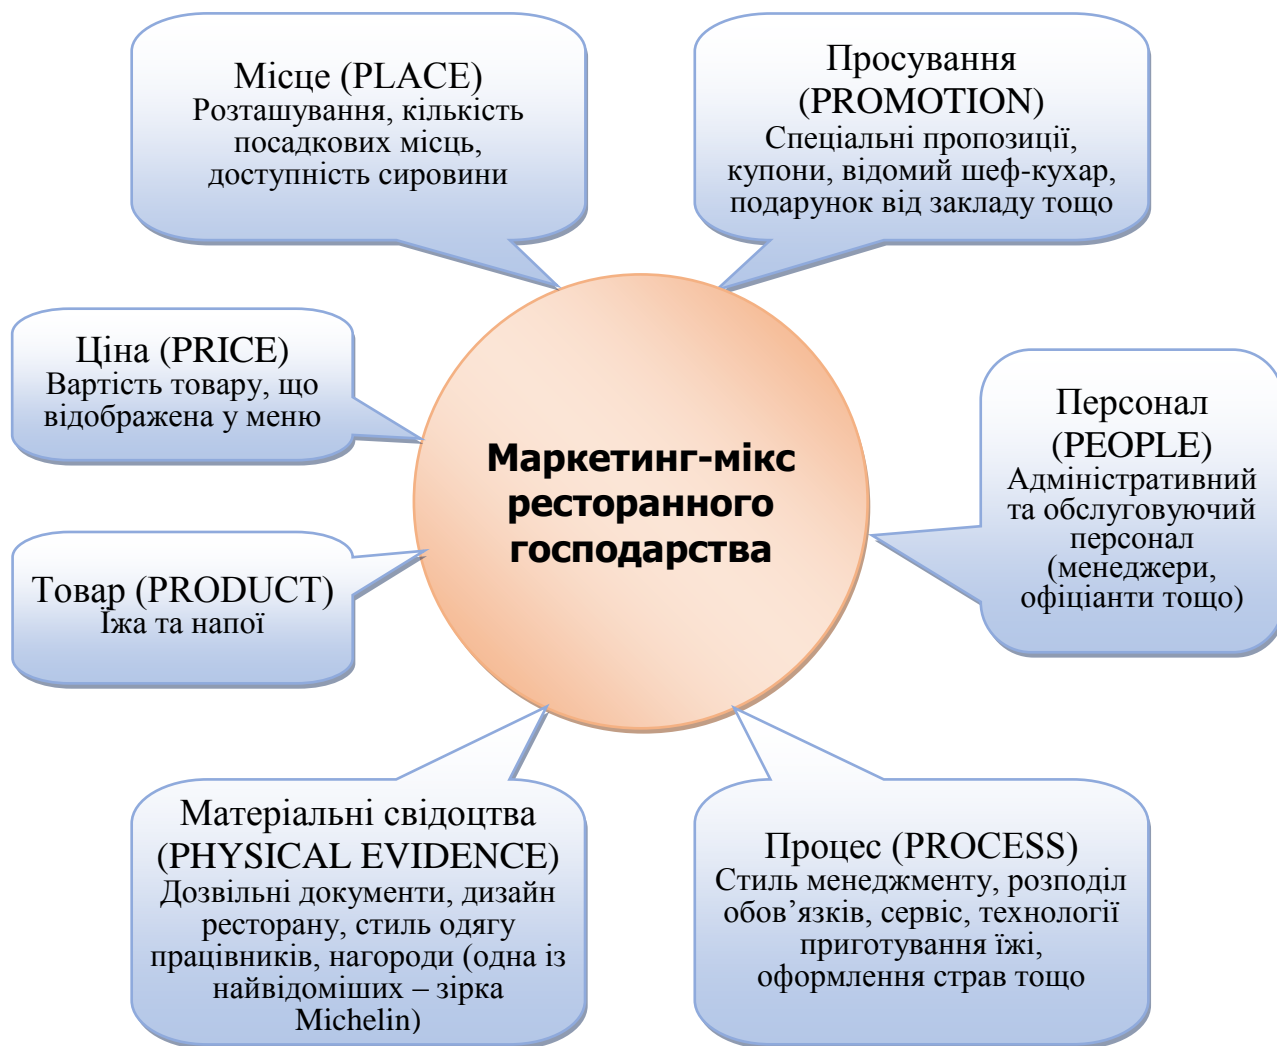 Місце (PLACE)
Розташування, кількість
посадкових місць,
доступність сировини
Просування
(PROMOTION)
Спеціальні пропозиції,
купони, відомий шеф-кухар,
подарунок від закладу тощо
Ціна (PRICE)
Вартість товару, що
відображена у меню
Персонал
(PEOPLE)
Адміністративний
та обслуговуючий
персонал
(менеджери,
офіціанти тощо)
Маркетинг-мікс
ресторанного
господарства
Товар (PRODUCT)
Їжа та напої
Матеріальні свідоцтва
(PHYSICAL EVIDENCE)
Дозвільні документи, дизайн
ресторану, стиль одягу
працівників, нагороди (одна із
найвідоміших – зірка
Michelin)
Процес (PROCESS)
Стиль менеджменту, розподіл
обов’язків, сервіс, технології
приготування їжі,
оформлення страв тощо